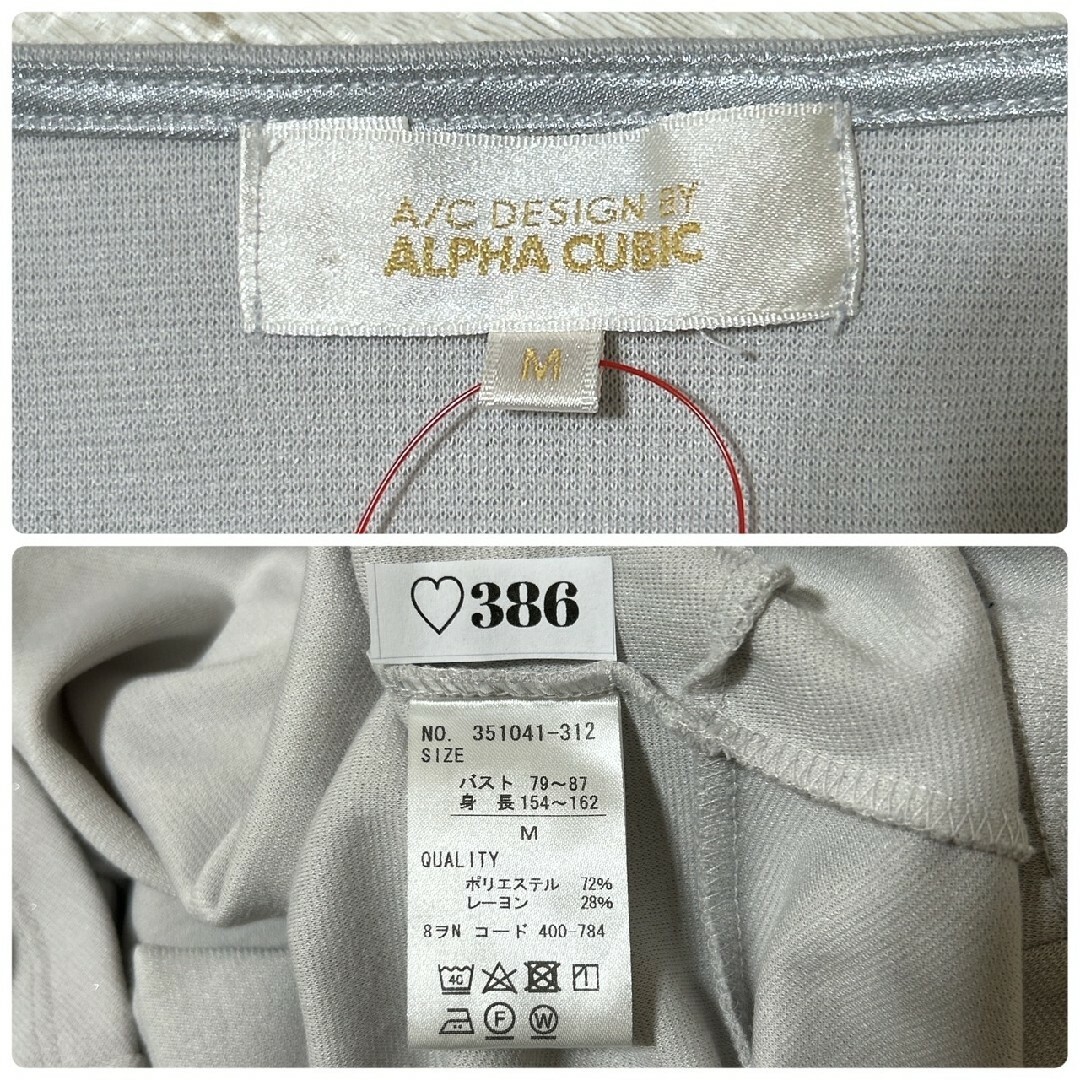 A/C DESIGN BY
ALPHA CUBIC
M
♡386
NO. 351041-312
SIZE
バスト 79～87
身 長 154～162
M
QUALITY
ポリエステル 72%
レーヨン 28%
8ヲN コード 400-784
40
F W